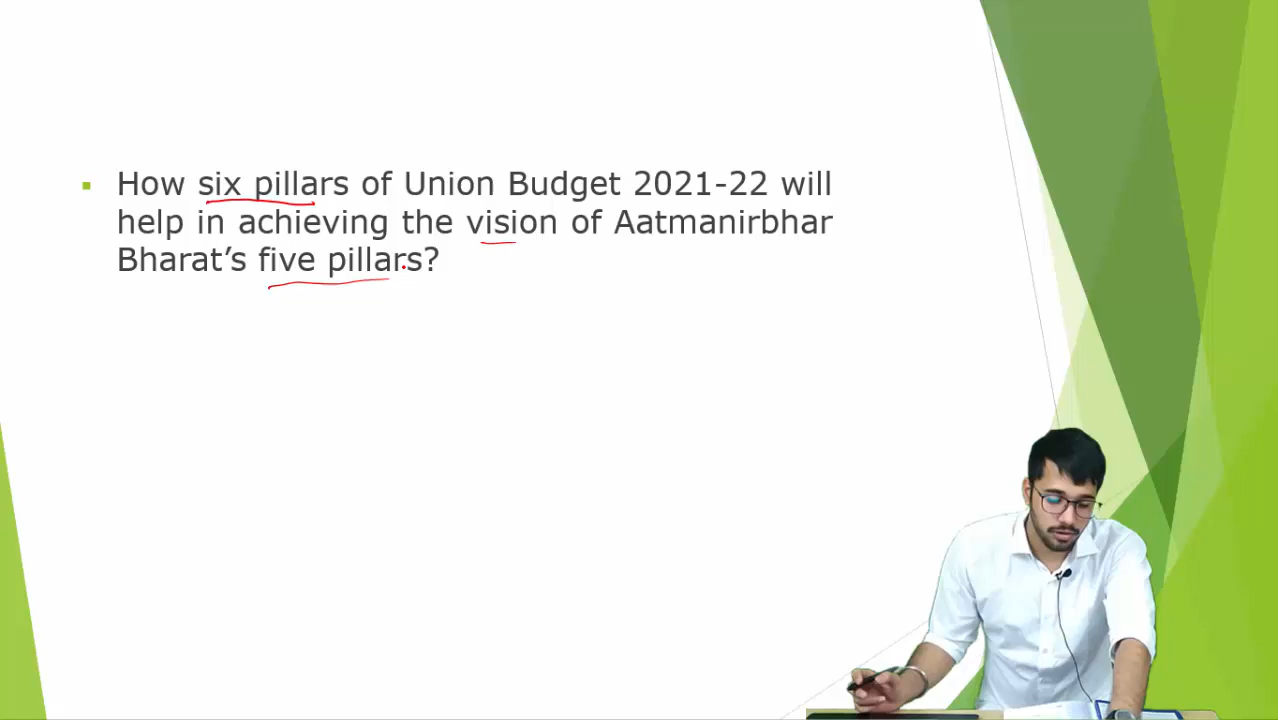 How six pillars of Union Budget 2021-22 will
help in achieving the vision of Aatmanirbhar
Bharat’s five pillars?